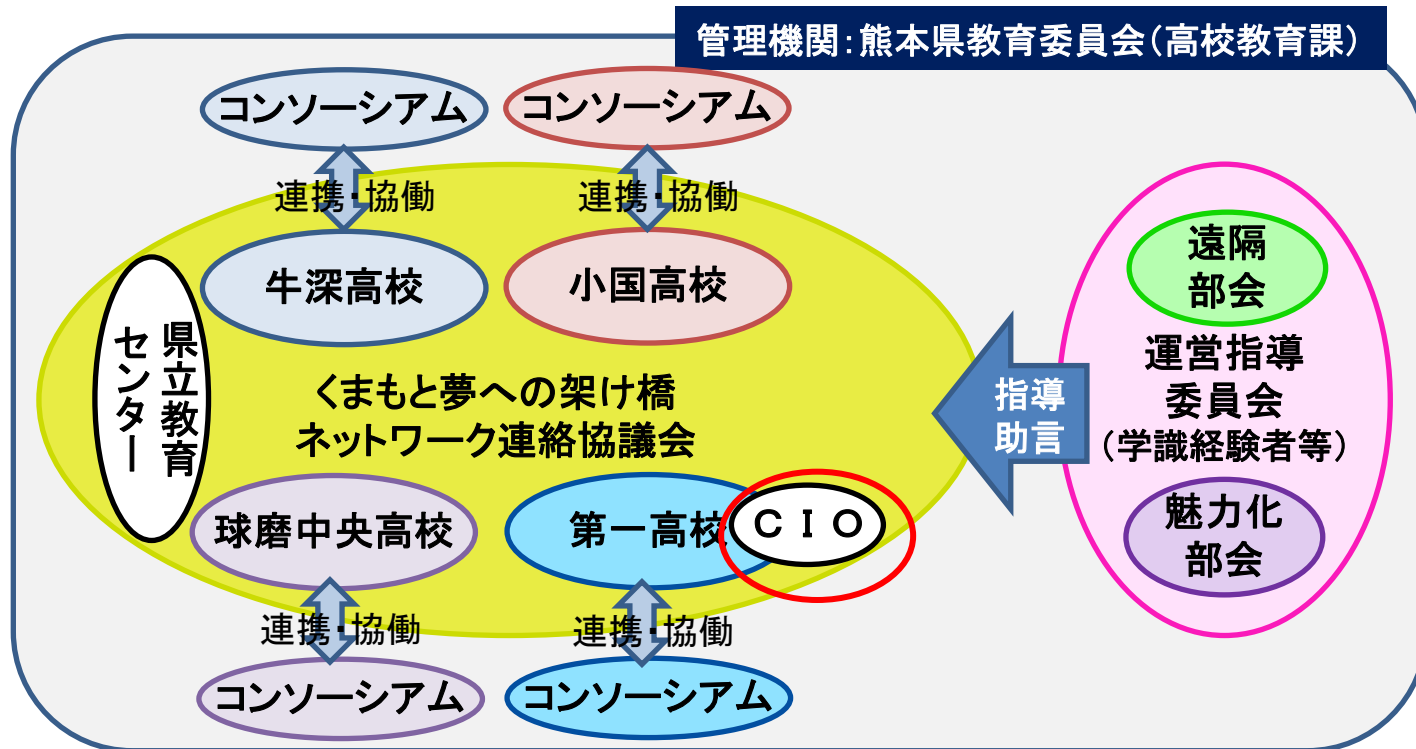 管理機関：熊本県教育委員会（高校教育課）
コンソーシアム
コンソーシアム
連携・協働
連携・協働
牛深高校
小国高校
県立教育
センター
くまもと夢への架け橋
ネットワーク連絡協議会
球磨中央高校
第一高校
ＣＩＯ
連携・協働
連携・協働
コンソーシアム
コンソーシアム
指導
助言
遠隔
部会
運営指導
委員会
（学識経験者等）
魅力化
部会